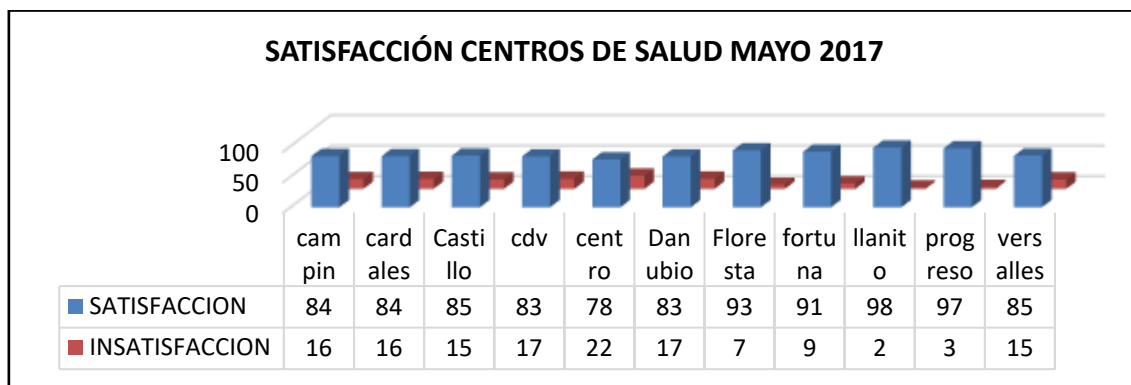 SATISFACCIÓN CENTROS DE SALUD MAYO 2017
100
50
0
cam card Casti cdv cent Dan Flore fortu llanit prog vers
pin ales llo ro ubio sta na o reso alles
SATISFACCION 84 84 85 83 78 83 93 91 98 97 85
INSATISFACCION 16 16 15 17 22 17 7 9 2 3 15